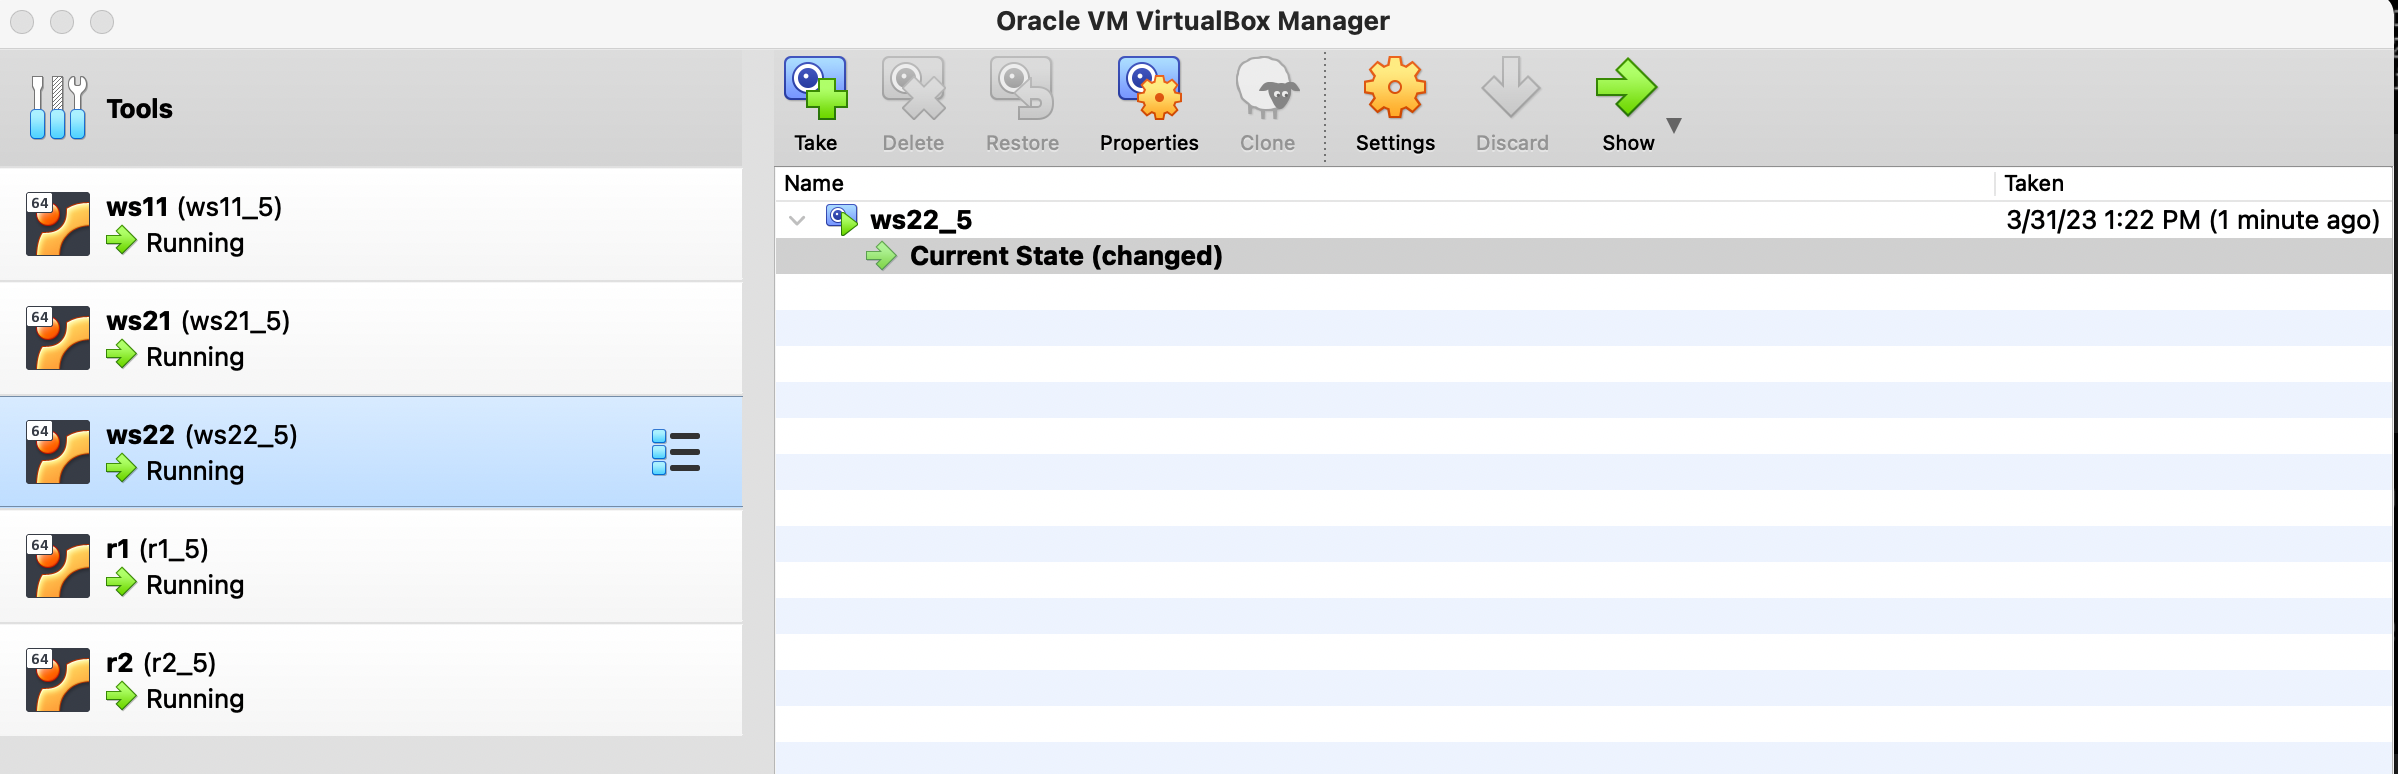 Oracle VM VirtualBox Manager
Tools
Take
Delete
Restore
Properties
Clone
Settings
Discard
Show
64
ws11 (ws11_5)
Running
64
ws21 (ws21_5)
Running
64
ws22 (ws22_5)
Running
64
r1 (r1_5)
Running
64
r2 (r2_5)
Running
Name Taken
ws22_5 3/31/23 1:22 PM (1 minute ago)
Current State (changed)